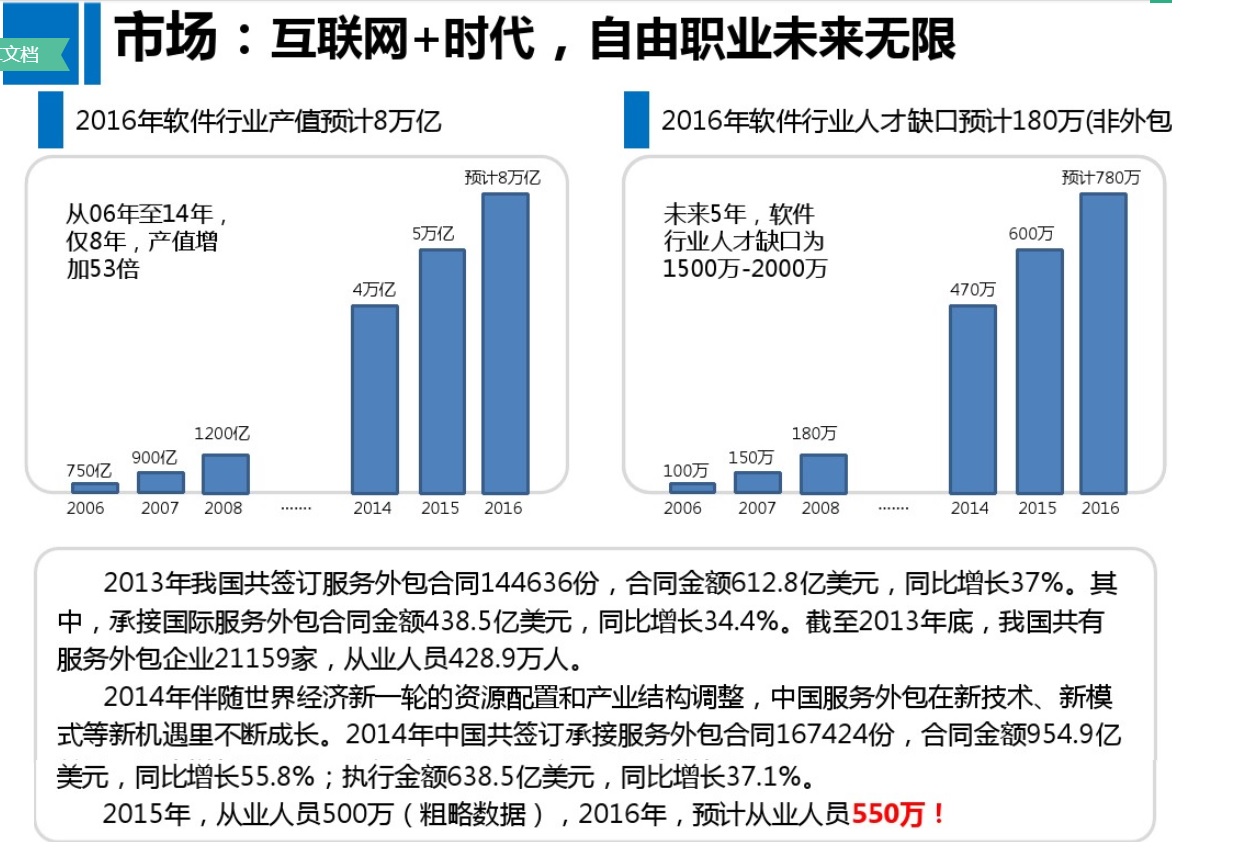 文档
市场：互联网+时代，自由职业未来无限
2016年软件行业产值预计8万亿
从06年至14年，
仅8年，产值增
加53倍
预计8万亿
5万亿
4万亿
1200亿
900亿
750亿
2006 2007 2008 ....... 2014 2015 2016
2016年软件行业人才缺口预计180万(非外包
未来5年，软件
行业人才缺口为
1500万-2000万
预计780万
600万
470万
180万
150万
100万
2006 2007 2008 ....... 2014 2015 2016
2013年我国共签订服务外包合同144636份，合同金额612.8亿美元，同比增长37%。其
中，承接国际服务外包合同金额438.5亿美元，同比增长34.4%。截至2013年底，我国共有
服务外包企业21159家，从业人员428.9万人。
2014年伴随世界经济新一轮的资源配置和产业结构调整，中国服务外包在新技术、新模
式等新机遇里不断成长。2014年中国共签订承接服务外包合同167424份，合同金额954.9亿
美元，同比增长55.8%；执行金额638.5亿美元，同比增长37.1%。
2015年，从业人员500万（粗略数据），2016年，预计从业人员550万！